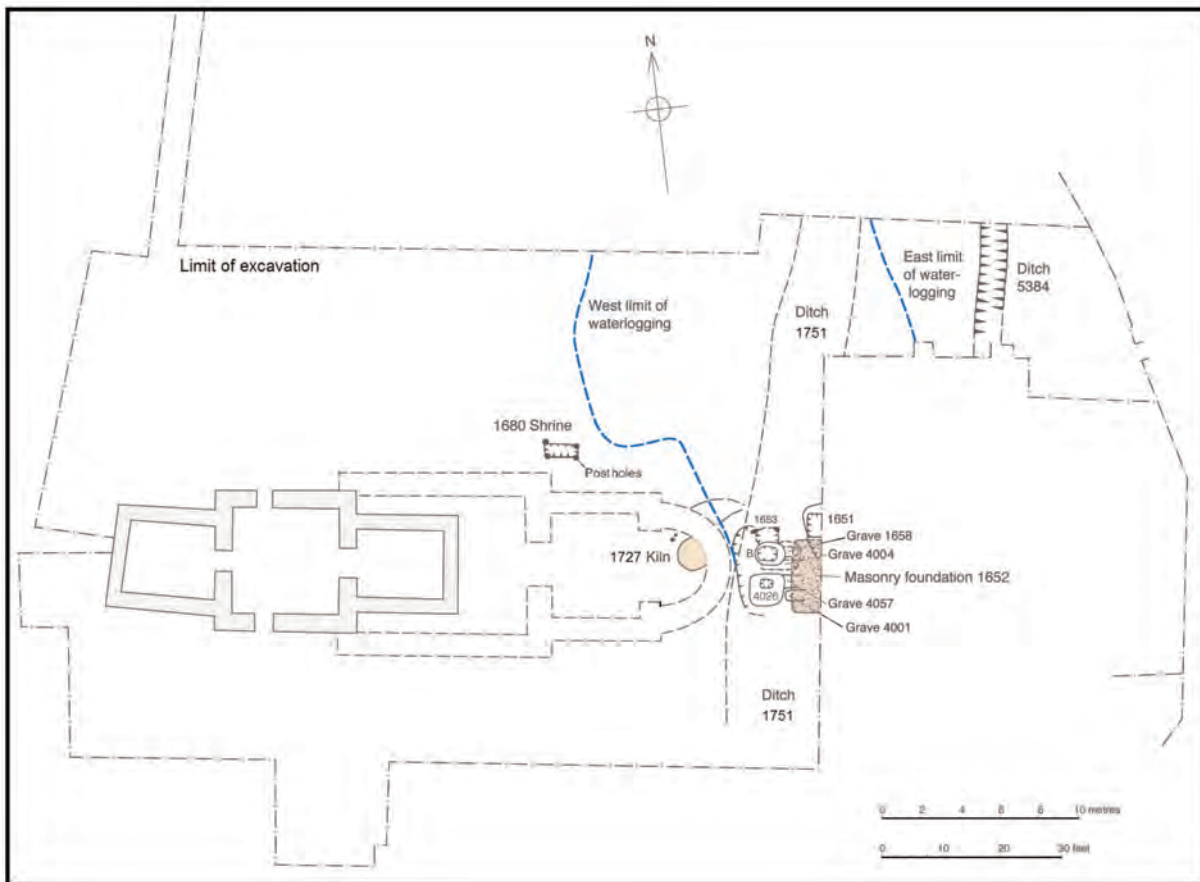 N
Limit of excavation
West limit of
waterlogging
East limit
of water-
logging
Ditch
5384
Ditch
1751
1680 Shrine
Postholes
1727 Kiln
1683
B
4026
1651
Grave 1658
Grave 4004
Masonry foundation 1652
Grave 4057
Grave 4001
Ditch
1751
0 2 4 6 8 10 metres
0 10 20 30 feet